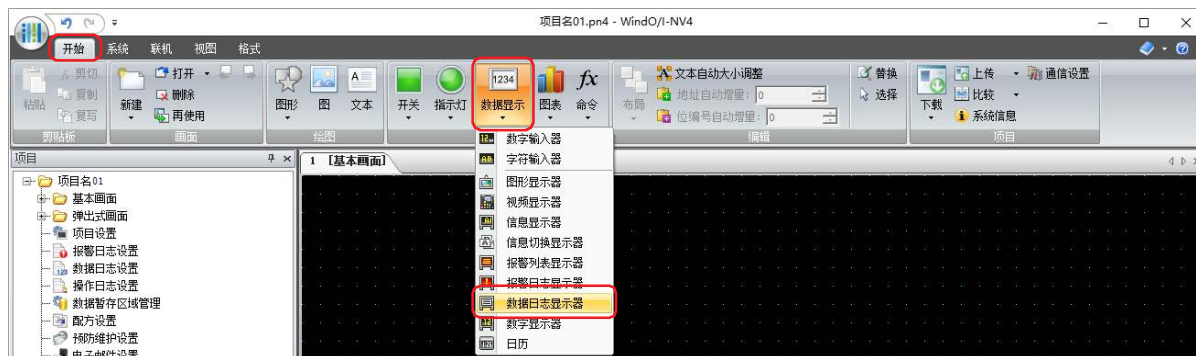 项目名01.pn4 - WindO/I-NV4
开始 系统 联机 视图 格式
剪切 打开 1234 文本自动大小调整 替换 上传 通信设置
粘贴 复制 新建 删除 图形 图 文本 开关 指示灯 数据显示 图表 命令 布局 地址自动增量: 0 选择 下载 比较
复写 再使用 位编号自动增量: 0 系统信息
剪贴板 画面 绘图 编辑 项目
项目 1 [基本画面]
数字输入器
字符输入器
图形显示器
视频显示器
信息显示器
信息切换显示器
报警列表显示器
报警日志显示器
数据日志显示器
数字显示器
日历
项目名01
基本画面
弹出式画面
项目设置
报警日志设置
数据日志设置
操作日志设置
数据暂存区域管理
配方设置
预防维护设置
电子邮件设置